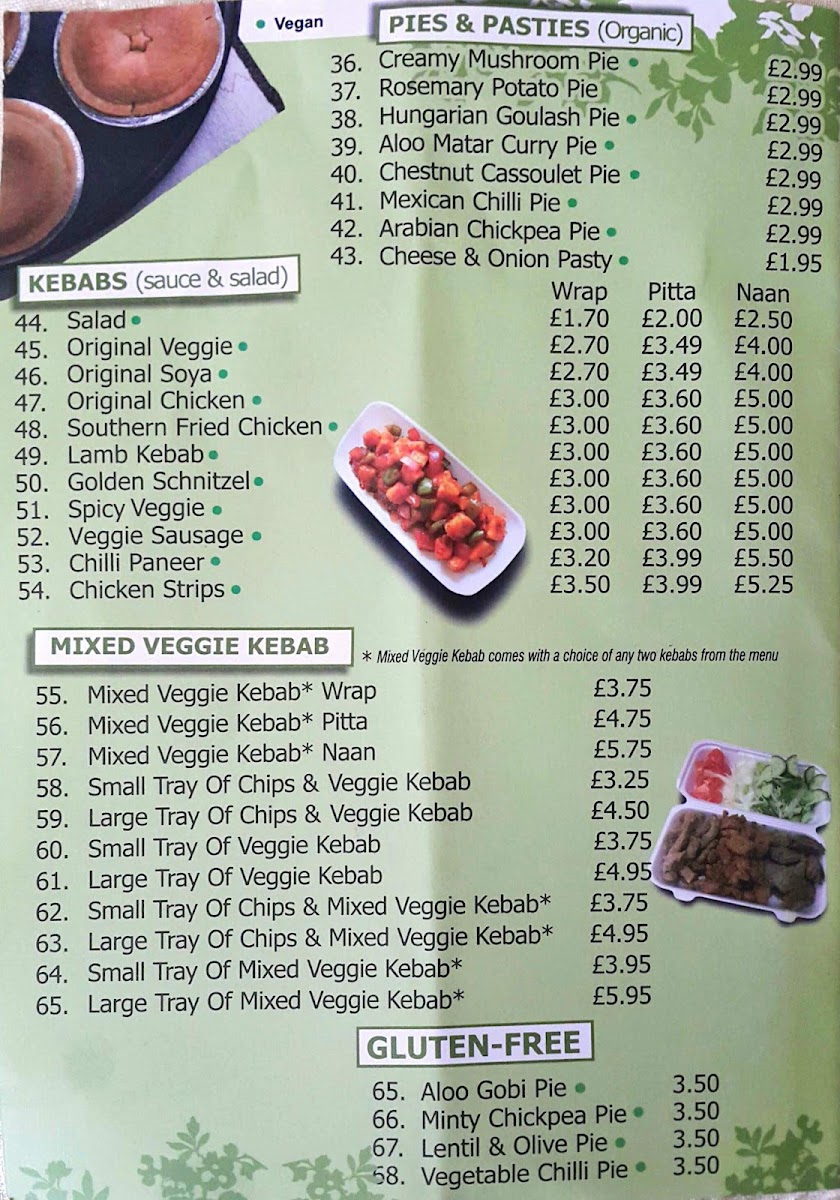 • Vegan
PIES & PASTIES (Organic)
36. Creamy Mushroom Pie • £2.99
37. Rosemary Potato Pie £2.99
38. Hungarian Goulash Pie • £2.99
39. Aloo Matar Curry Pie • £2.99
40. Chestnut Cassoulet Pie • £2.99
41. Mexican Chilli Pie • £2.99
42. Arabian Chickpea Pie • £2.99
43. Cheese & Onion Pasty • £1.95
KEBABS (sauce & salad)
Wrap Pitta Naan
44. Salad • £1.70 £2.00 £2.50
45. Original Veggie • £2.70 £3.49 £4.00
46. Original Soya • £2.70 £3.49 £4.00
47. Original Chicken • £3.00 £3.60 £5.00
48. Southern Fried Chicken • £3.00 £3.60 £5.00
49. Lamb Kebab • £3.00 £3.60 £5.00
50. Golden Schnitzel • £3.00 £3.60 £5.00
51. Spicy Veggie • £3.00 £3.60 £5.00
52. Veggie Sausage • £3.00 £3.60 £5.00
53. Chilli Paneer • £3.20 £3.99 £5.50
54. Chicken Strips • £3.50 £3.99 £5.25
MIXED VEGGIE KEBAB
* Mixed Veggie Kebab comes with a choice of any two kebabs from the menu
55. Mixed Veggie Kebab* Wrap £3.75
56. Mixed Veggie Kebab* Pitta £4.75
57. Mixed Veggie Kebab* Naan £5.75
58. Small Tray Of Chips & Veggie Kebab £3.25
59. Large Tray Of Chips & Veggie Kebab £4.50
60. Small Tray Of Veggie Kebab £3.75
61. Large Tray Of Veggie Kebab £4.95
62. Small Tray Of Chips & Mixed Veggie Kebab* £3.75
63. Large Tray Of Chips & Mixed Veggie Kebab* £4.95
64. Small Tray Of Mixed Veggie Kebab* £3.95
65. Large Tray Of Mixed Veggie Kebab* £5.95
GLUTEN-FREE
65. Aloo Gobi Pie • 3.50
66. Minty Chickpea Pie • 3.50
67. Lentil & Olive Pie • 3.50
68. Vegetable Chilli Pie • 3.50